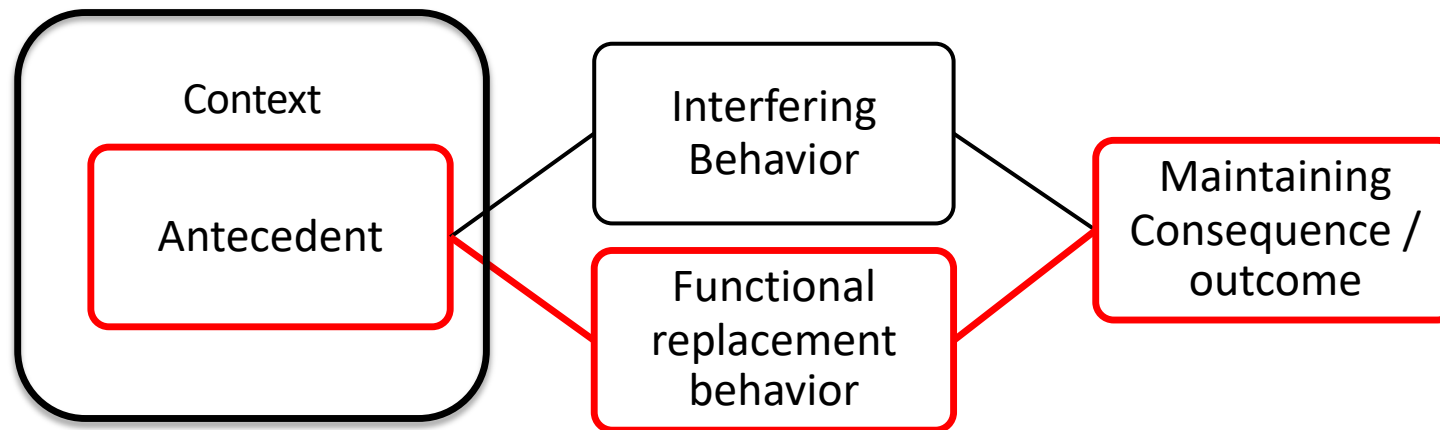 Context
Antecedent
Interfering
Behavior
Functional
replacement
behavior
Maintaining
Consequence /
outcome